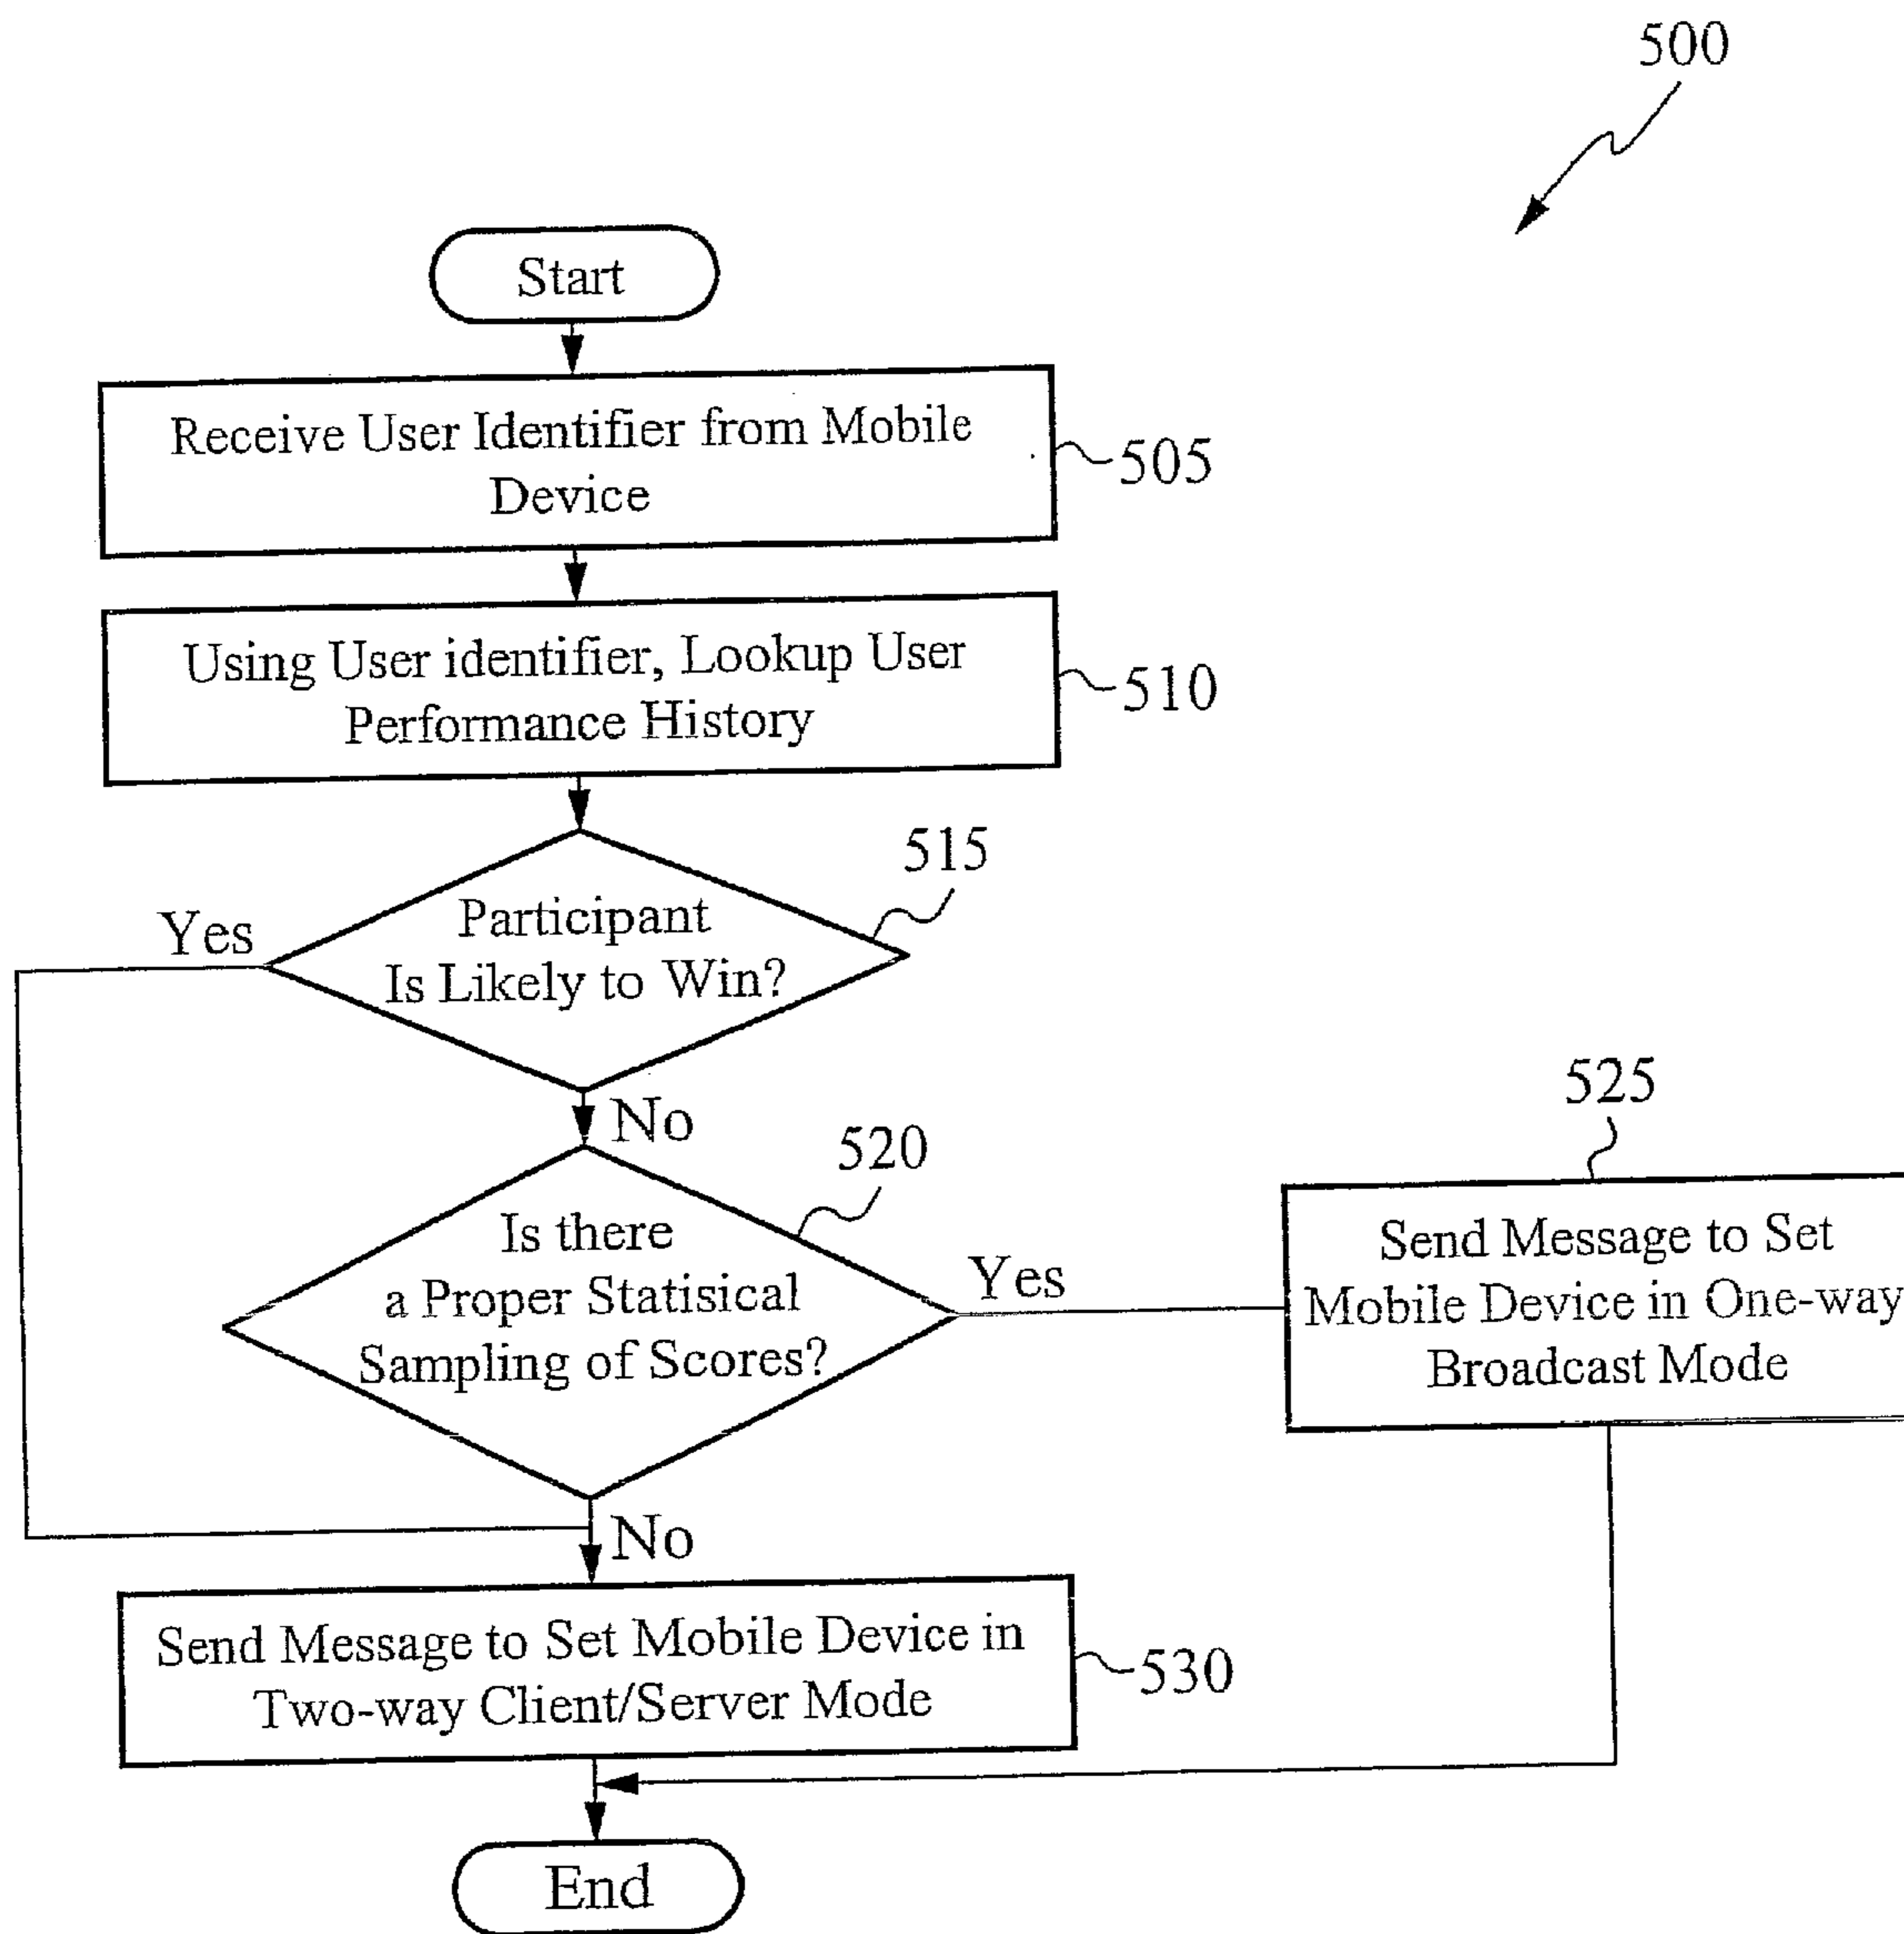 500
Start
Receive User Identifier from Mobile
Device
505
Using User identifier, Lookup User
Performance History
510
515
Yes
Participant
Is Likely to Win?
No
520
525
Is there
a Proper Statisical
Sampling of Scores?
Yes
Send Message to Set
Mobile Device in One-way
Broadcast Mode
No
Send Message to Set Mobile Device in
Two-way Client/Server Mode
530
End